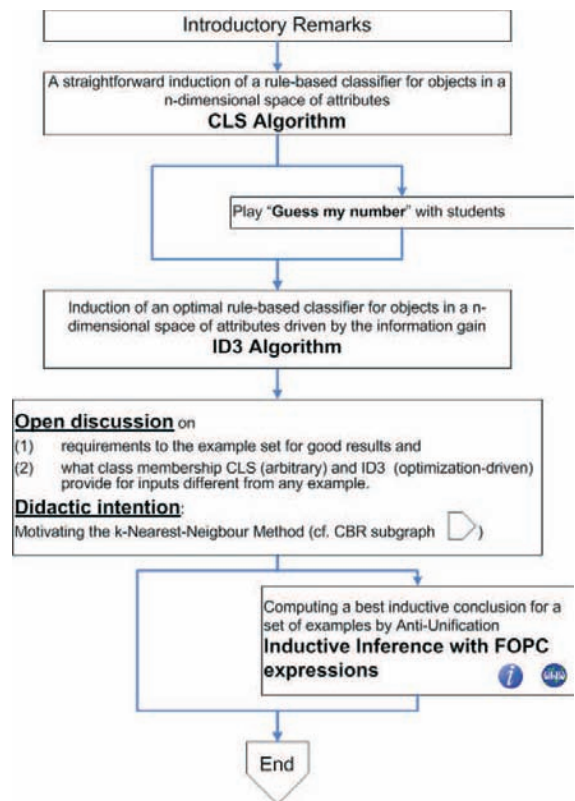 Introductory Remarks
A straightforward induction of a rule-based classifier for objects in a
n-dimensional space of attributes
CLS Algorithm
Play “Guess my number” with students
Induction of an optimal rule-based classifier for objects in a n-
dimensional space of attributes driven by the information gain
ID3 Algorithm
Open discussion on
(1) requirements to the example set for good results and
(2) what class membership CLS (arbitrary) and ID3 (optimization-driven)
provide for inputs different from any example.
Didactic intention:
Motivating the k-Nearest-Neigbour Method (cf. CBR subgraph )
Computing a best inductive conclusion for a
set of examples by Anti-Unification
Inductive Inference with FOPC
expressions
i
End